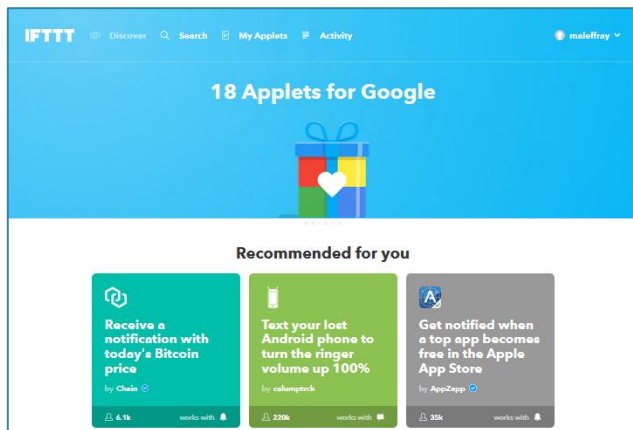 IFTTT Discover Search My Applets Activity maleffray
18 Applets for Google
Recommended for you
Receive a
notification with
today's Bitcoin
price
by Chain
6.1k works with
Text your lost
Android phone to
turn the ringer
volume up 100%
by calumptrck
220k works with
Get notified when
a top app becomes
free in the Apple
App Store
by AppZapp
35k works with